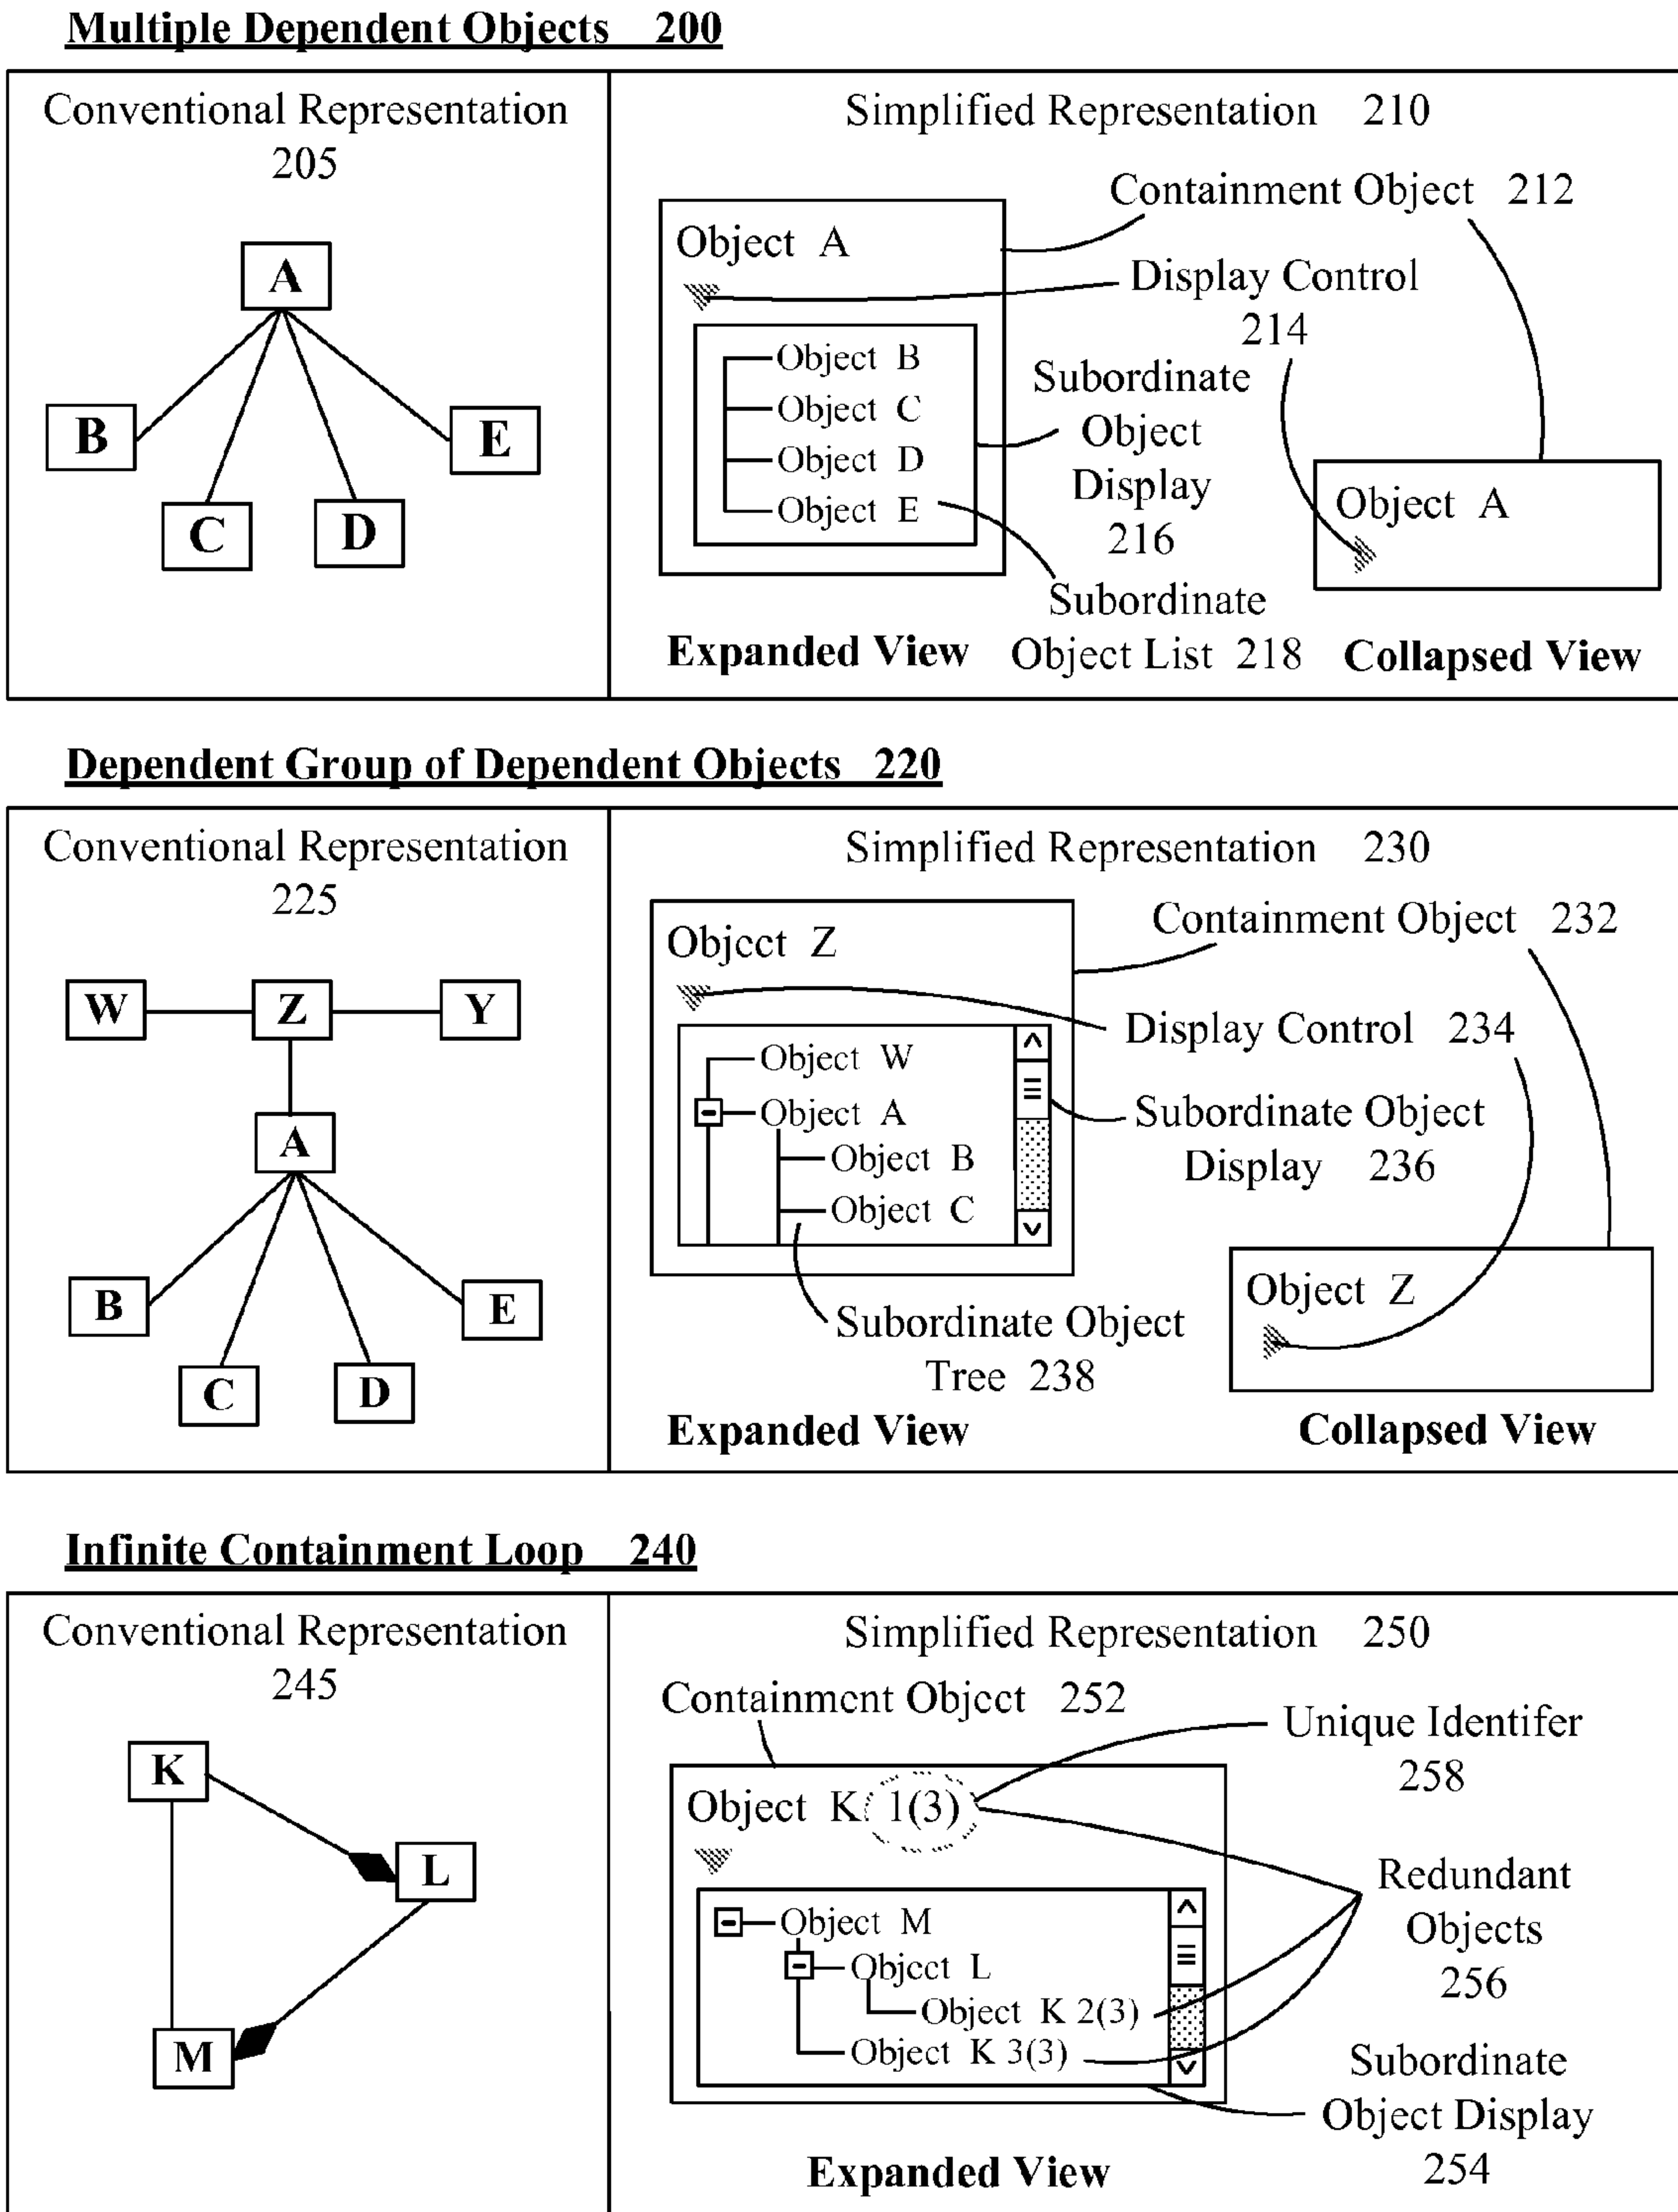 Multiple Dependent Objects 200
Conventional Representation
205
A
B
E
C
D
Simplified Representation 210
Containment Object 212
Object A
Display Control
214
Object B
Object C
Object D
Object E
Subordinate
Object
Display
216
Object A
Subordinate
Object List 218
Expanded View
Collapsed View
Dependent Group of Dependent Objects 220
Conventional Representation
225
W
Z
Y
A
B
E
C
D
Simplified Representation 230
Containment Object 232
Object Z
Display Control 234
Object W
Object A
Object B
Object C
Subordinate Object
Display 236
Object Z
Subordinate Object
Tree 238
Expanded View
Collapsed View
Infinite Containment Loop 240
Conventional Representation
245
K
L
M
Simplified Representation 250
Containment Object 252
Unique Identifer
258
Object K 1(3)
Redundant
Objects
256
Object M
Object L
Object K 2(3)
Object K 3(3)
Subordinate
Object Display
254
Expanded View